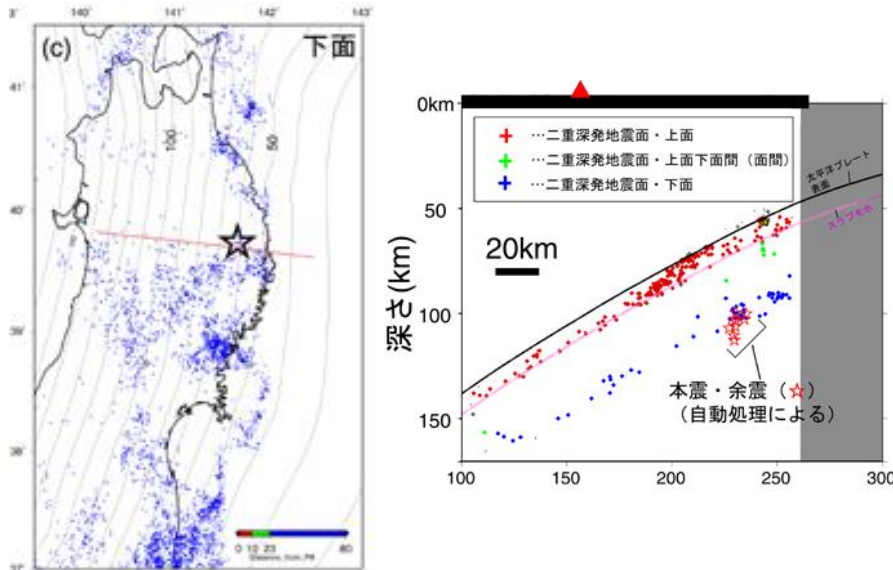 140˚
141˚
142˚
143˚
(c)
下面
41˚
100
50
40˚
39˚
38˚
0 10 23 80
Distance_from_PB
0km
50
100
150
深さ(km)
…二重深発地震面・上面
…二重深発地震面・上面下面間（面間）
…二重深発地震面・下面
太平洋プレート
表面
スラブモホ
20km
本震・余震（☆）
（自動処理による）
100
150
200
250
300